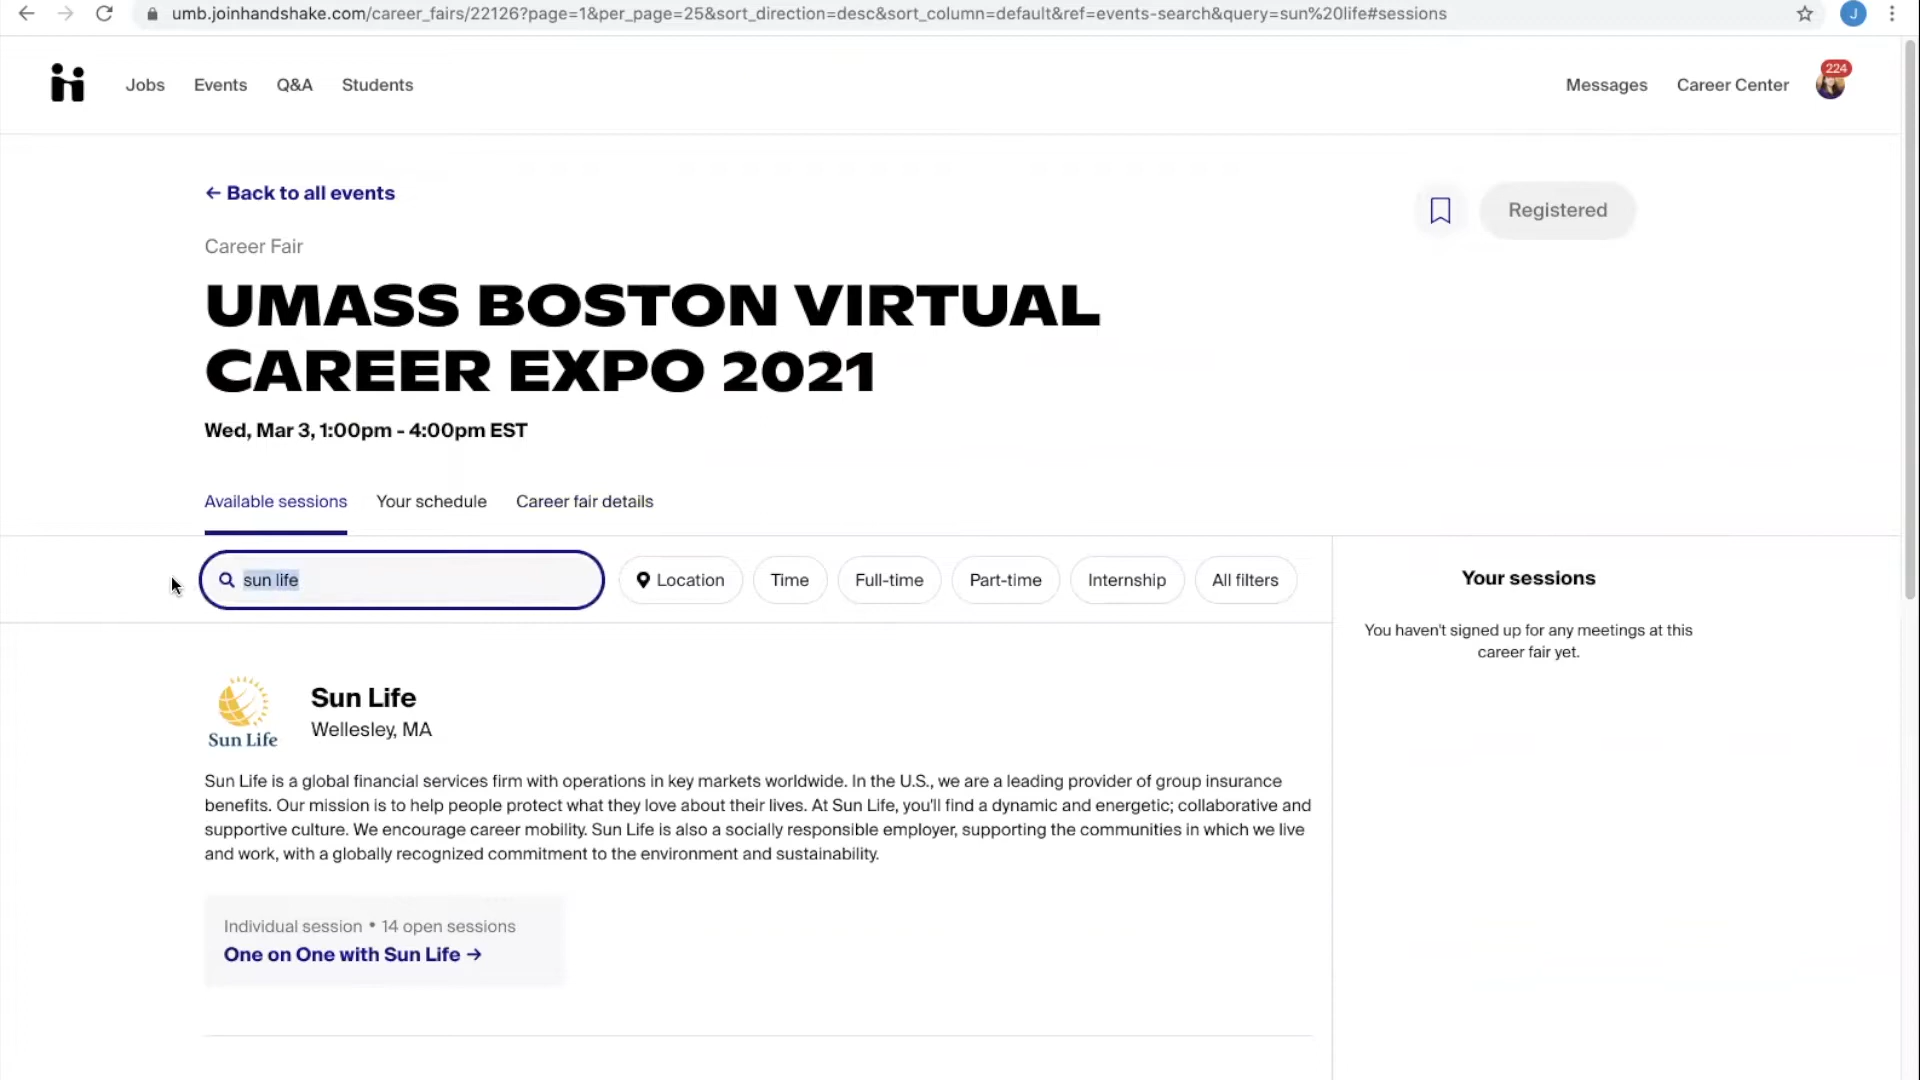 umb.joinhandshake.com/career_fairs/22126?page=1&per_page=25&sort_direction=desc&sort_column=default&ref=events-search&query=sun%20life#sessions
J
Jobs Events Q&A Students
Messages Career Center 224
← Back to all events
Registered
Career Fair
UMASS BOSTON VIRTUAL
CAREER EXPO 2021
Wed, Mar 3, 1:00pm - 4:00pm EST
Available sessions Your schedule Career fair details
sun life
Location Time Full-time Part-time Internship All filters
Your sessions
You haven't signed up for any meetings at this
career fair yet.
Sun Life
Sun Life
Wellesley, MA
Sun Life is a global financial services firm with operations in key markets worldwide. In the U.S., we are a leading provider of group insurance
benefits. Our mission is to help people protect what they love about their lives. At Sun Life, you'll find a dynamic and energetic; collaborative and
supportive culture. We encourage career mobility. Sun Life is also a socially responsible employer, supporting the communities in which we live
and work, with a globally recognized commitment to the environment and sustainability.
Individual session • 14 open sessions
One on One with Sun Life →